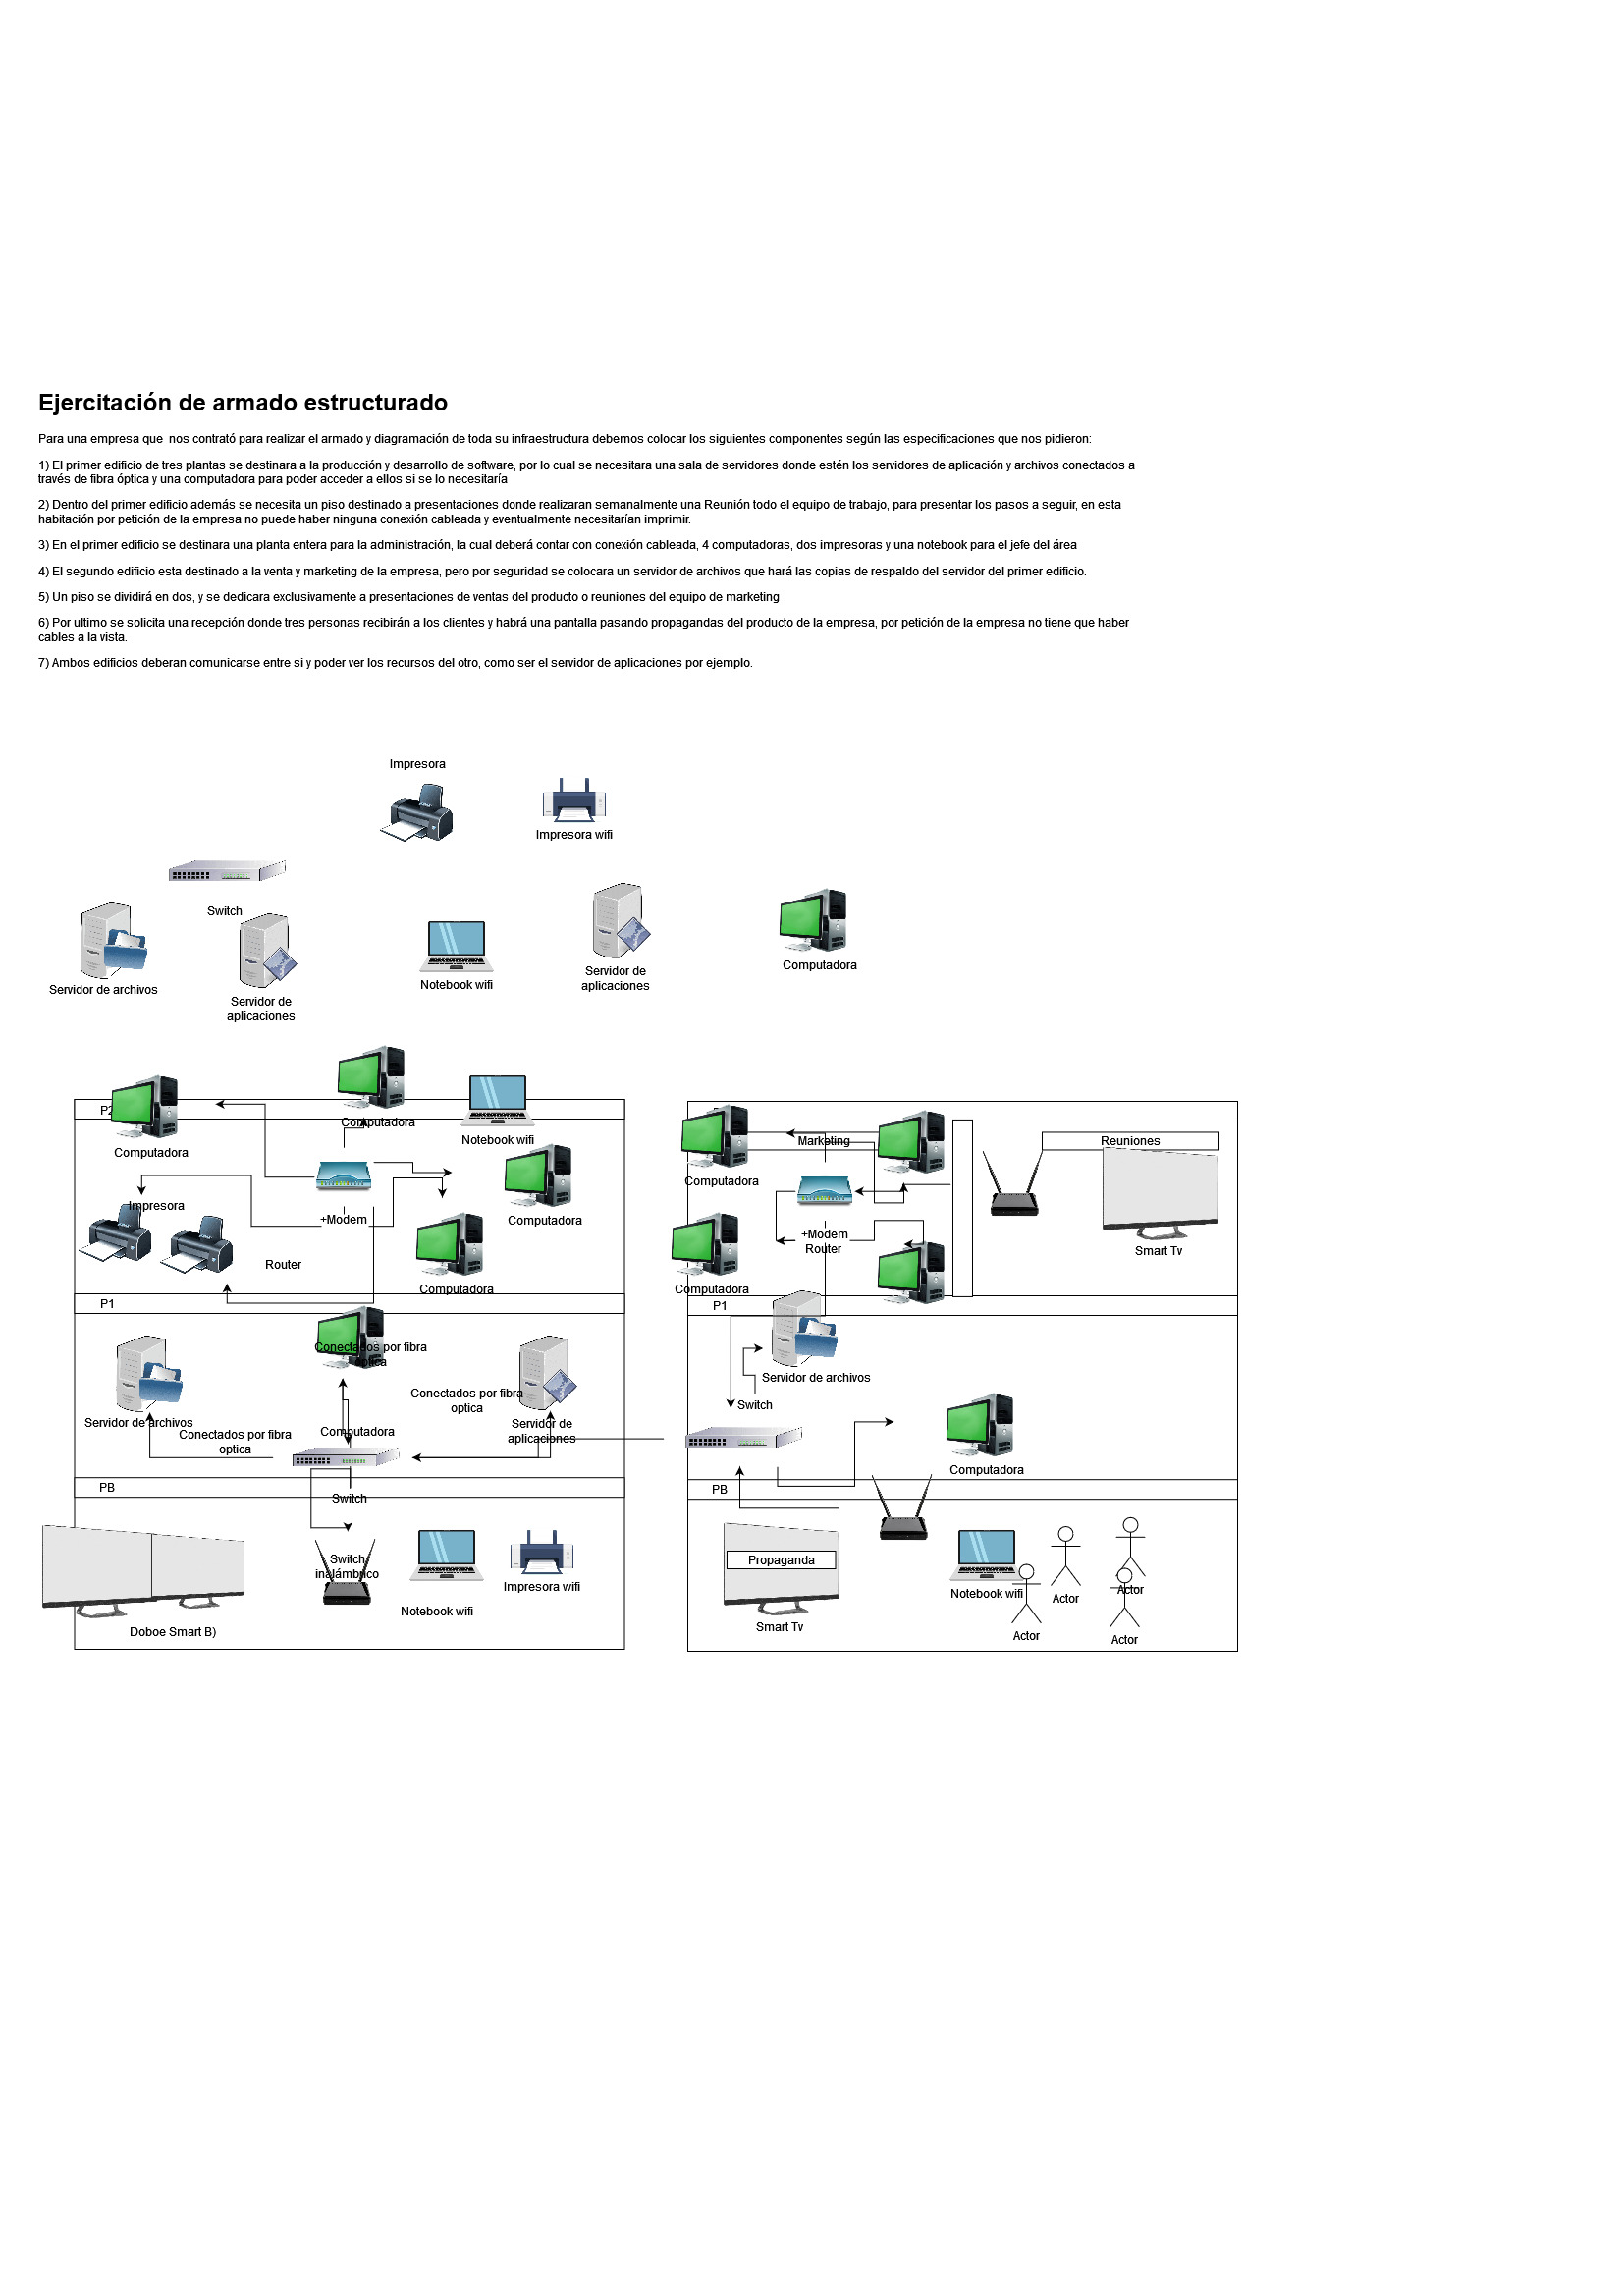 Ejercitación de armado estructurado
Para una empresa que  nos contrató para realizar el armado y diagramación de toda su infraestructura debemos colocar los siguientes componentes según las especificaciones que nos pidieron:
1) El primer edificio de tres plantas se destinara a la producción y desarrollo de software, por lo cual se necesitara una sala de servidores donde estén los servidores de aplicación y archivos conectados a
través de fibra óptica y una computadora para poder acceder a ellos si se lo necesitaría
2) Dentro del primer edificio además se necesita un piso destinado a presentaciones donde realizaran semanalmente una Reunión todo el equipo de trabajo, para presentar los pasos a seguir, en esta
habitación por petición de la empresa no puede haber ninguna conexión cableada y eventualmente necesitarían imprimir.
3) En el primer edificio se destinara una planta entera para la administración, la cual deberá contar con conexión cableada, 4 computadoras, dos impresoras y una notebook para el jefe del área
4) El segundo edificio esta destinado a la venta y marketing de la empresa, pero por seguridad se colocara un servidor de archivos que hará las copias de respaldo del servidor del primer edificio.
5) Un piso se dividirá en dos, y se dedicara exclusivamente a presentaciones de ventas del producto o reuniones del equipo de marketing
6) Por ultimo se solicita una recepción donde tres personas recibirán a los clientes y habrá una pantalla pasando propagandas del producto de la empresa, por petición de la empresa no tiene que haber
cables a la vista.
7) Ambos edificios deberan comunicarse entre si y poder ver los recursos del otro, como ser el servidor de aplicaciones por ejemplo.
Impresora
Impresora wifi
Switch
Servidor de archivos
Servidor de
aplicaciones
Notebook wifi
Servidor de
aplicaciones
Computadora
P2
Computadora
Computadora
Notebook wifi
Impresora
+Modem
Router
Computadora
Computadora
P1
Conectados por fibra
optica
Servidor de archivos
Conectados por fibra
optica
Computadora
Conectados por fibra
optica
Servidor de
aplicaciones
PB
Switch
Switch
inalámbrico
Notebook wifi
Impresora wifi
Doboe Smart B)
Marketing
Reuniones
Computadora
+Modem
Router
Smart Tv
Computadora
P1
Servidor de archivos
Switch
Computadora
PB
Propaganda
Smart Tv
Notebook wifi
Actor
Actor
Actor
Actor